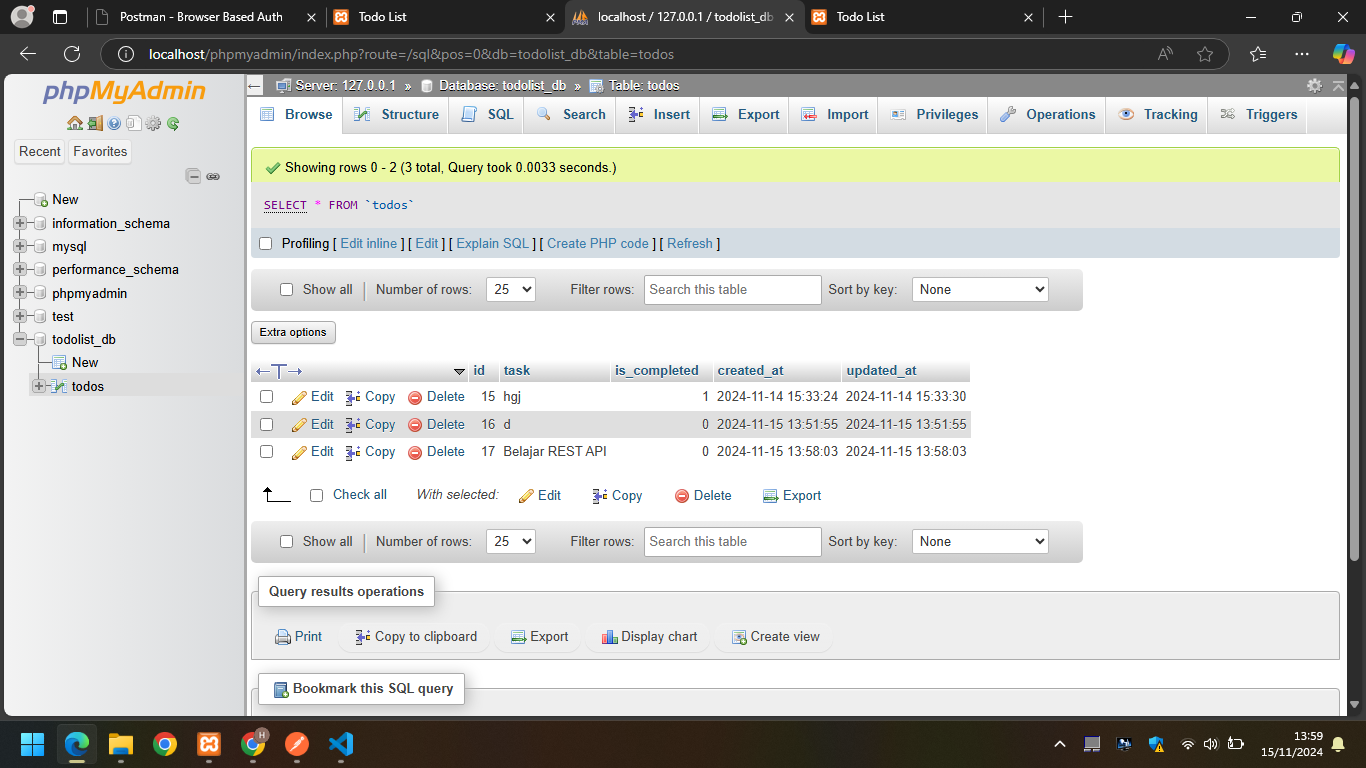 Postman - Browser Based Auth
Todo List
localhost / 127.0.0.1 / todolist_db
Todo List
localhost/phpmyadmin/index.php?route=/sql&pos=0&db=todolist_db&table=todos
phpMyAdmin
Recent Favorites
New
information_schema
mysql
performance_schema
phpmyadmin
test
todolist_db
New
todos
Server: 127.0.0.1 » Database: todolist_db » Table: todos
Browse Structure SQL Search Insert Export Import Privileges Operations Tracking Triggers
Showing rows 0 - 2 (3 total, Query took 0.0033 seconds.)
SELECT * FROM `todos`
Profiling [ Edit inline ] [ Edit ] [ Explain SQL ] [ Create PHP code ] [ Refresh ]
Show all Number of rows: 25 Filter rows: Search this table Sort by key: None
Extra options
id task is_completed created_at updated_at
Edit Copy Delete 15 hgj 1 2024-11-14 15:33:24 2024-11-14 15:33:30
Edit Copy Delete 16 d 0 2024-11-15 13:51:55 2024-11-15 13:51:55
Edit Copy Delete 17 Belajar REST API 0 2024-11-15 13:58:03 2024-11-15 13:58:03
Check all With selected: Edit Copy Delete Export
Show all Number of rows: 25 Filter rows: Search this table Sort by key: None
Query results operations
Print Copy to clipboard Export Display chart Create view
Bookmark this SQL query
H
13:59
15/11/2024